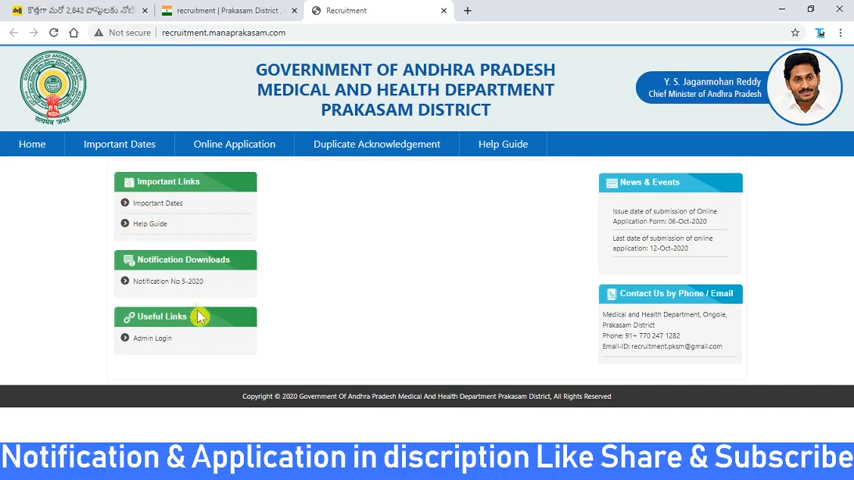 కొత్తగా మరో 2,842 పోస్టులకు నోటి
recruitment | Prakasam District ,
Recruitment
Not secure
recruitment.manaprakasam.com
GOVERNMENT OF ANDHRA PRADESH
MEDICAL AND HEALTH DEPARTMENT
PRAKASAM DISTRICT
Y. S. Jaganmohan Reddy
Chief Minister of Andhra Pradesh
Home
Important Dates
Online Application
Duplicate Acknowledgement
Help Guide
Important Links
Important Dates
Help Guide
Notification Downloads
Notification No 5-2020
Useful Links
Admin Login
News & Events
Issue date of submission of Online
Application Form: 06-Oct-2020
Last date of submission of online
application: 12-Oct-2020
Contact Us by Phone / Email
Medical and Health Department, Ongole,
Prakasam District
Phone: 91+ 770 247 1282
Email-ID: recruitment.pksm@gmail.com
Copyright © 2020 Government Of Andhra Pradesh Medical And Health Department Prakasam District, All Rights Reserved
Notification & Application in discription Like Share & Subscribe